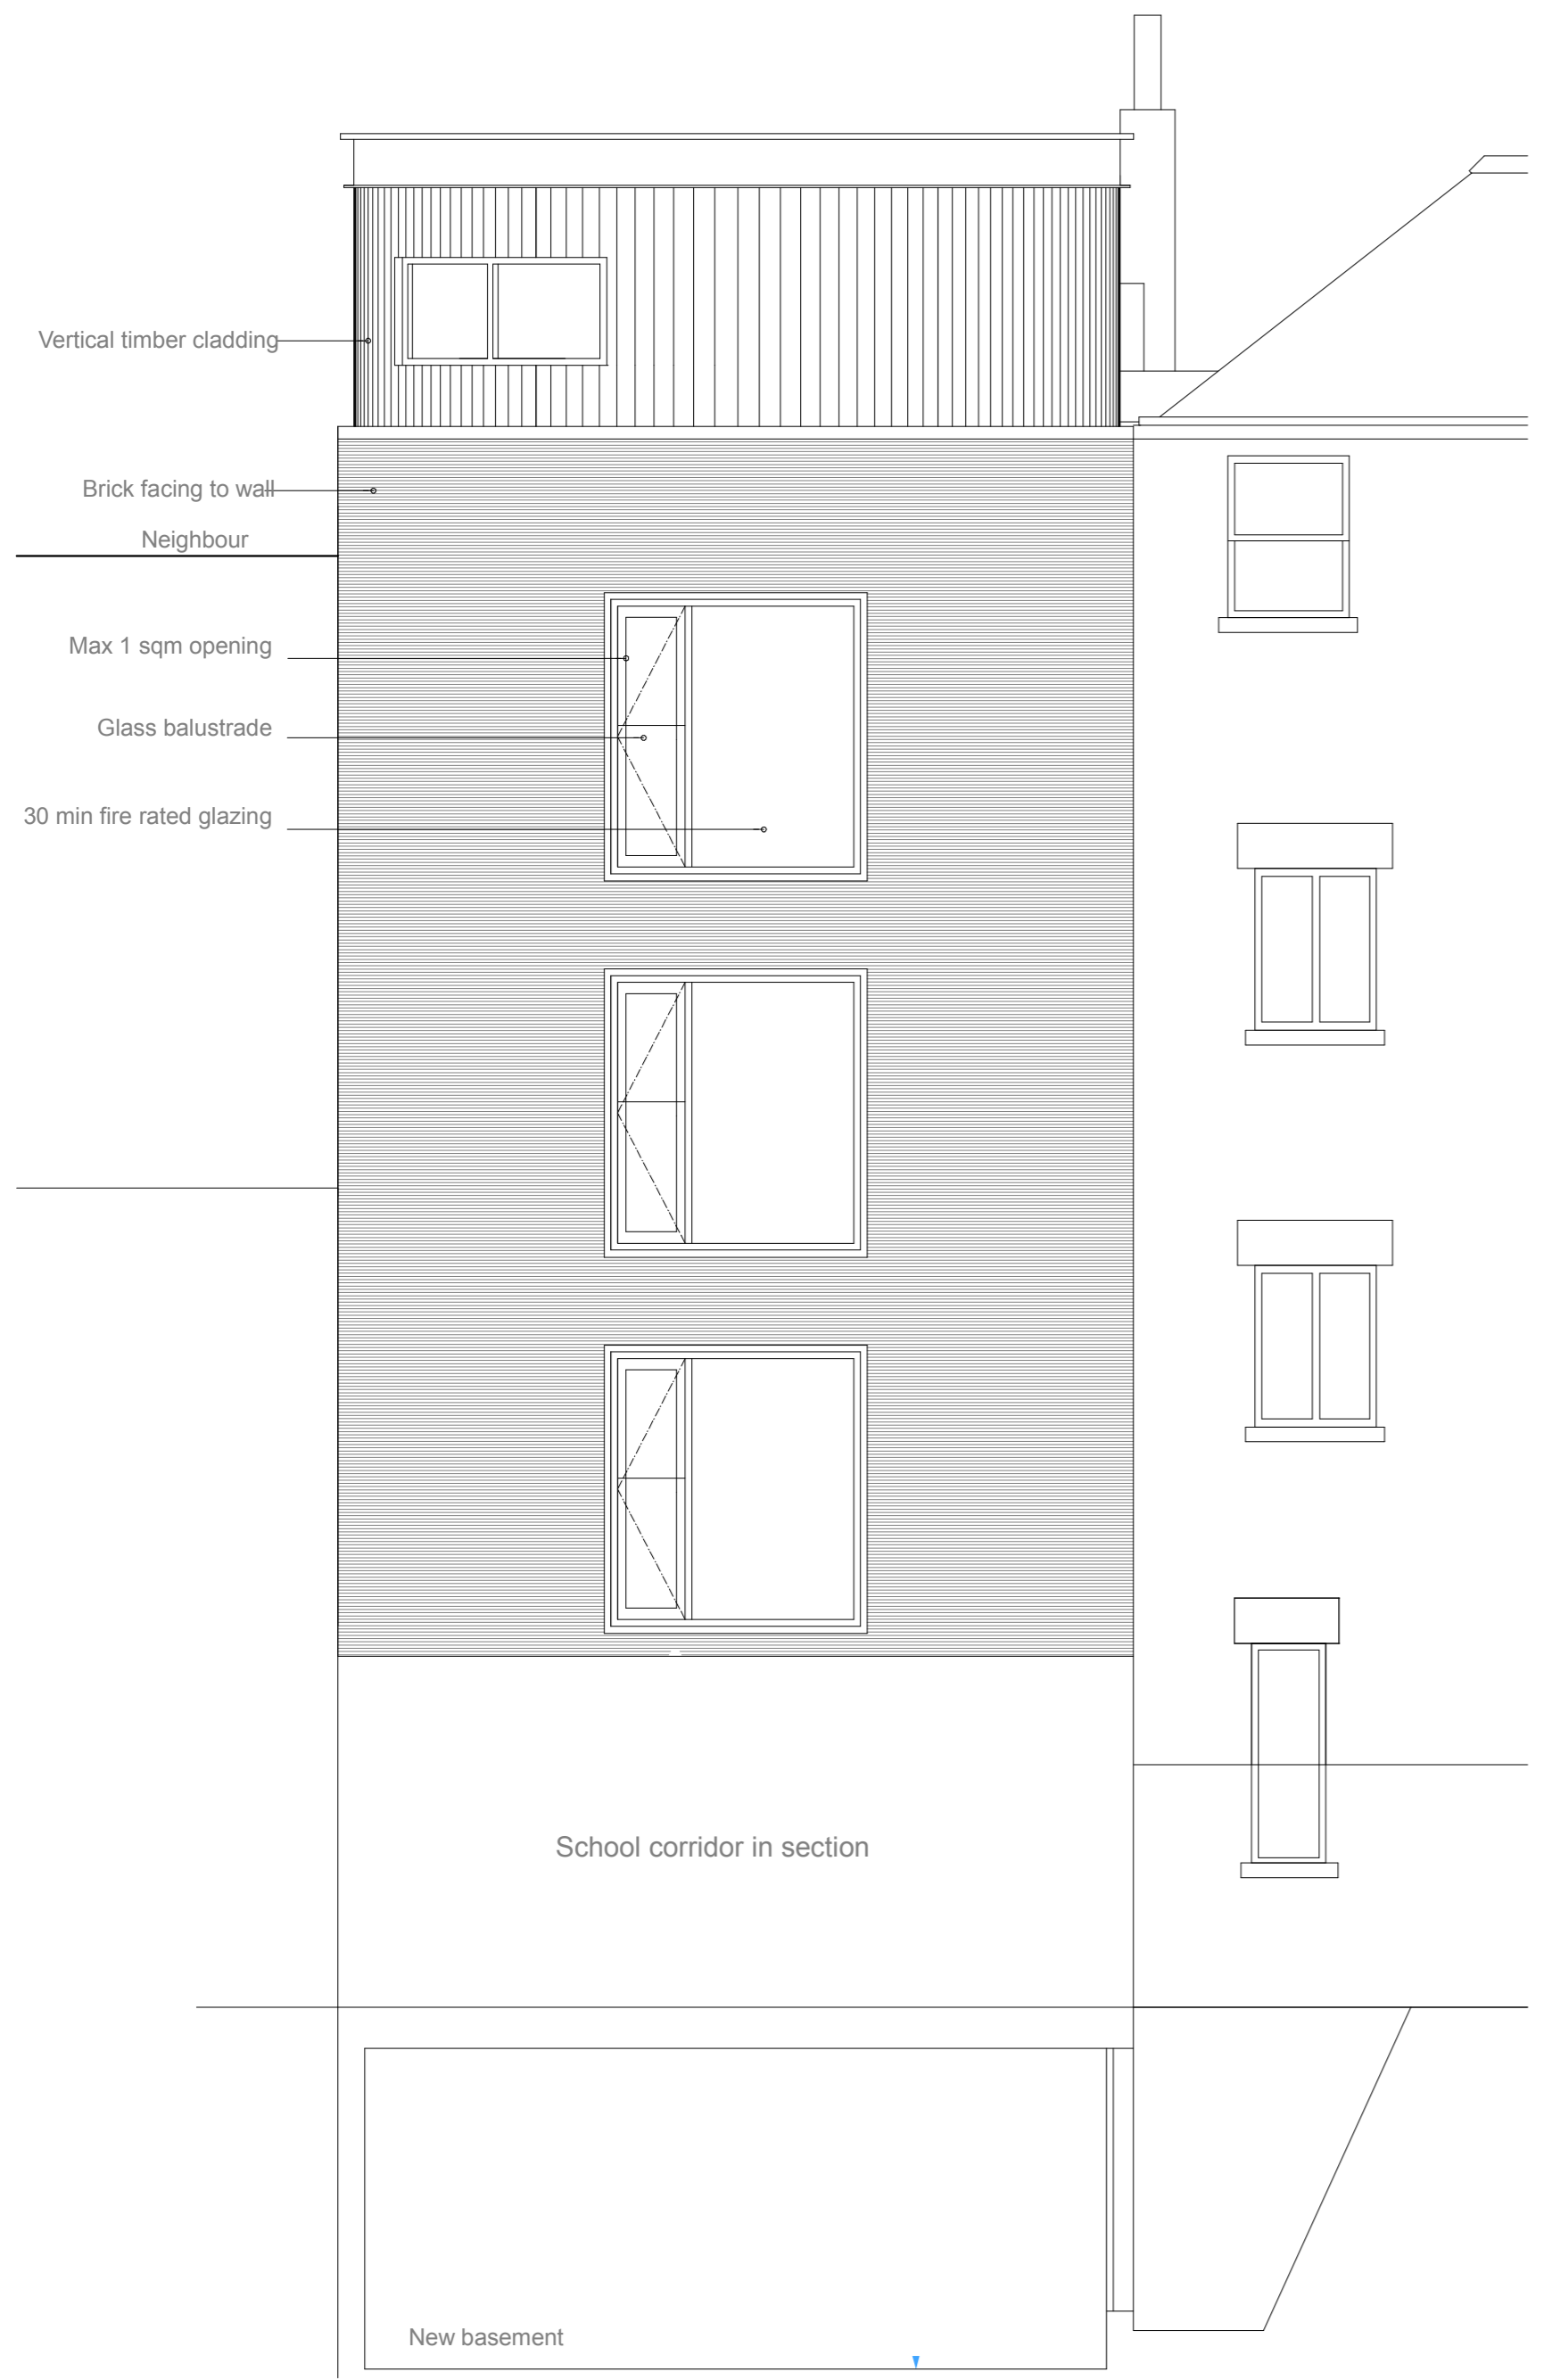 Vertical timber cladding
Brick facing to wall
Neighbour
Max 1 sqm opening
Glass balustrade
30 min fire rated glazing
School corridor in section
New basement